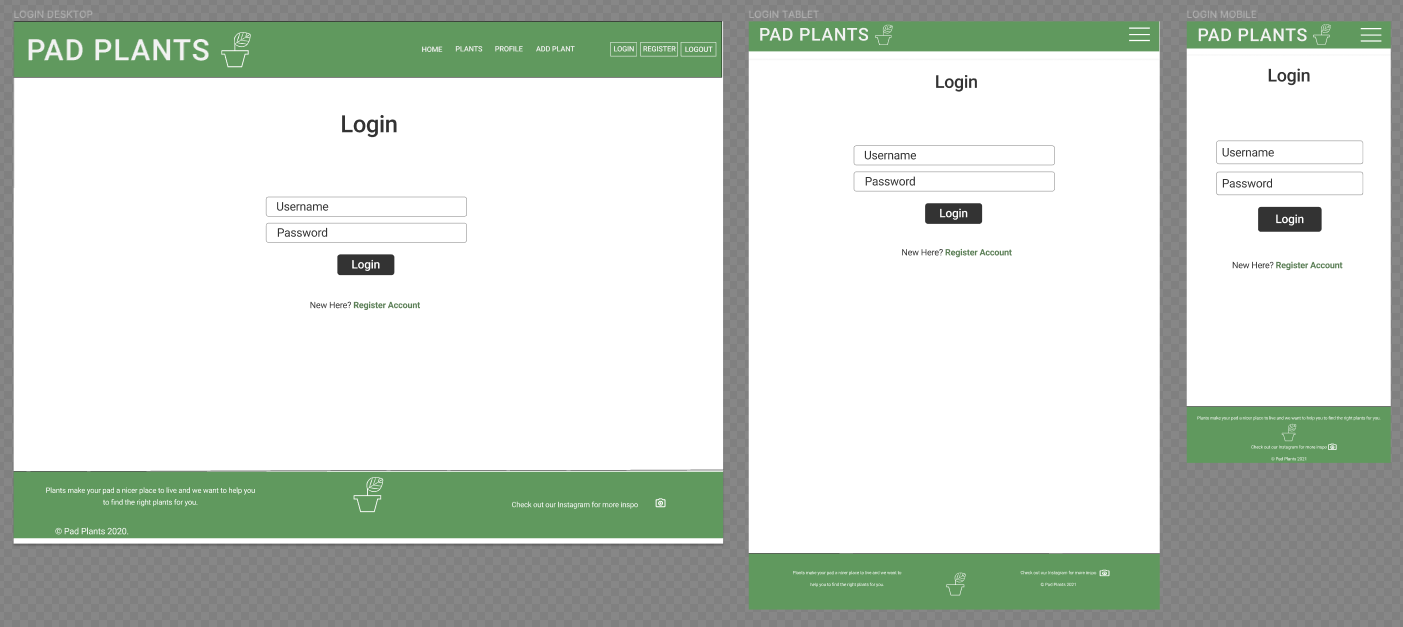 LOGIN DESKTOP
PAD PLANTS
HOME PLANTS PROFILE ADD PLANT LOGIN REGISTER LOGOUT
Login
Username
Password
Login
New Here? Register Account
Plants make your pad a nicer place to live and we want to help you
to find the right plants for you.
Check out our Instagram for more inspo
© Pad Plants 2020.
LOGIN TABLET
PAD PLANTS
Login
Username
Password
Login
New Here? Register Account
Plants make your pad a nicer place to live and we want to
help you to find the right plants for you.
Check out our Instagram for more inspo
© Pad Plants 2021
LOGIN MOBILE
PAD PLANTS
Login
Username
Password
Login
New Here? Register Account
Plants make your pad a nicer place to live and we want to help you to find the right plants for you.
Check out our Instagram for more inspo
© Pad Plants 2021